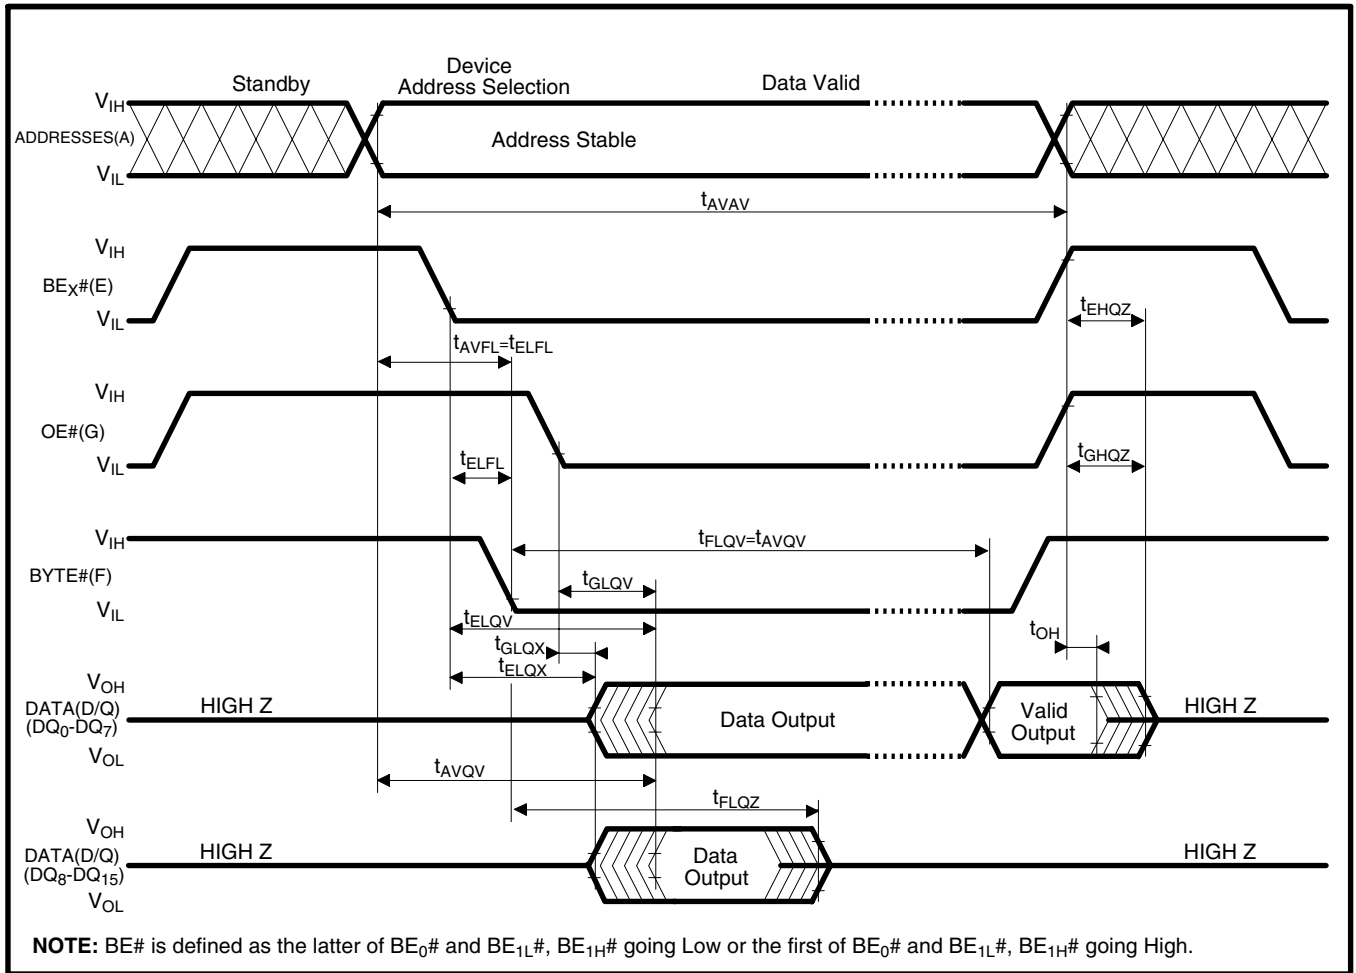 Standby
Device
Address Selection
Data Valid
VIH
ADDRESSES(A)
Address Stable
VIL
tAVAV
VIH
BEX#(E)
VIL
tEHQZ
tAVFL=tELFL
VIH
OE#(G)
VIL
tELFL
tGHQZ
VIH
tFLQV=tAVQV
BYTE#(F)
tGLQV
VIL
tELQV
tOH
tGLQX
tELQX
VOH
DATA(D/Q)
(DQ0-DQ7)
HIGH Z
Data Output
Valid
Output
HIGH Z
VOL
tAVQV
tFLQZ
VOH
DATA(D/Q)
(DQ8-DQ15)
HIGH Z
Data
Output
HIGH Z
VOL
NOTE: BE# is defined as the latter of BE0# and BE1L#, BE1H# going Low or the first of BE0# and BE1L#, BE1H# going High.